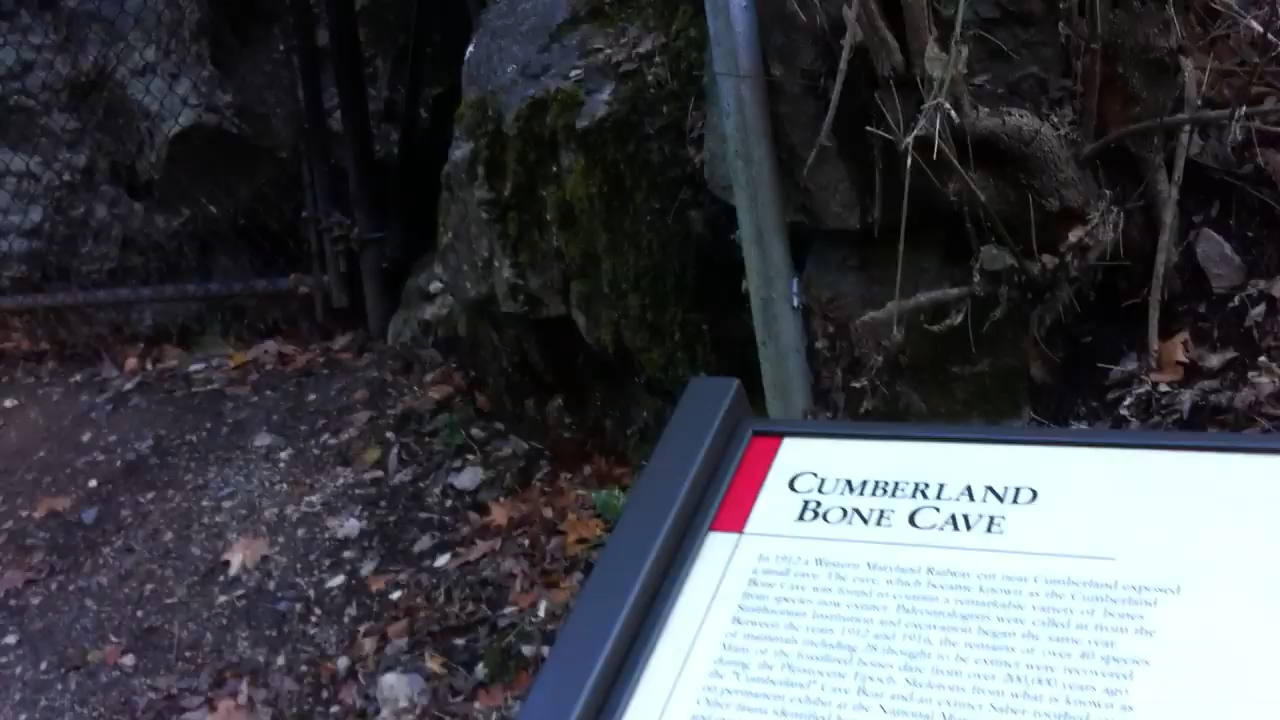 CUMBERLAND
BONE CAVE
In 1912 a Western Maryland Railway cut near Cumberland exposed
a small cave. The cave, which became known as the Cumberland
Bone Cave was found to contain a remarkable variety of bones
from species now extinct. Paleontologists were called in from the
Smithsonian Institution and excavation began the same year.
Between the years 1912 and 1916, the remains of over 40 species
of mammals including 28 thought to be extinct were recovered
Many of the fossilized bones date from over 200,000 years ago
during the Pleistocene Epoch. Skeletons from what is known as
the "Cumberland" Cave Bear and an extinct Saber-toothed
on permanent exhibit at the National
Other fauna identified